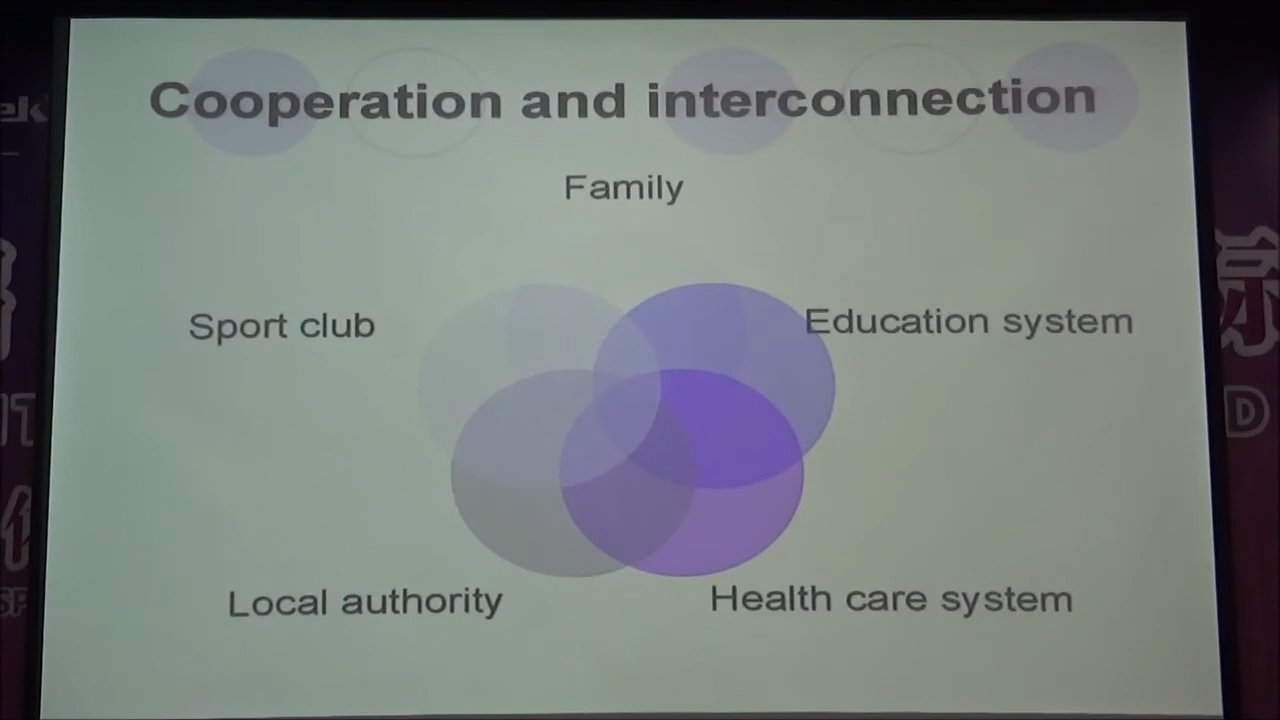 Cooperation and interconnection
Family
Sport club
Education system
Local authority
Health care system